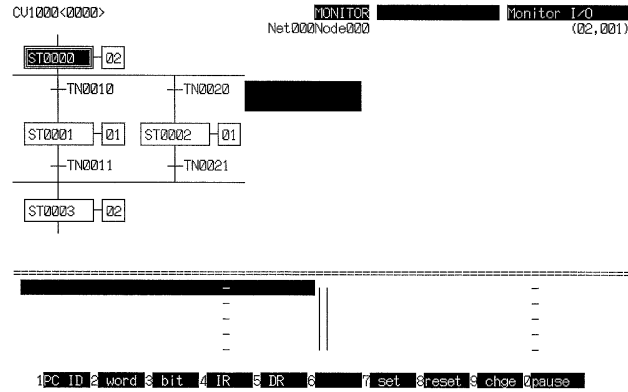 CV1000<0000> MONITOR Monitor I/O
Net000Node000 (02,001)
ST0000 02
TN0010 TN0020
ST0001 01 ST0002 01
TN0011 TN0021
ST0003 02
1PC ID 2 word 3 bit 4 IR 5 DR 6 7 set 8reset 9 chge 0pause